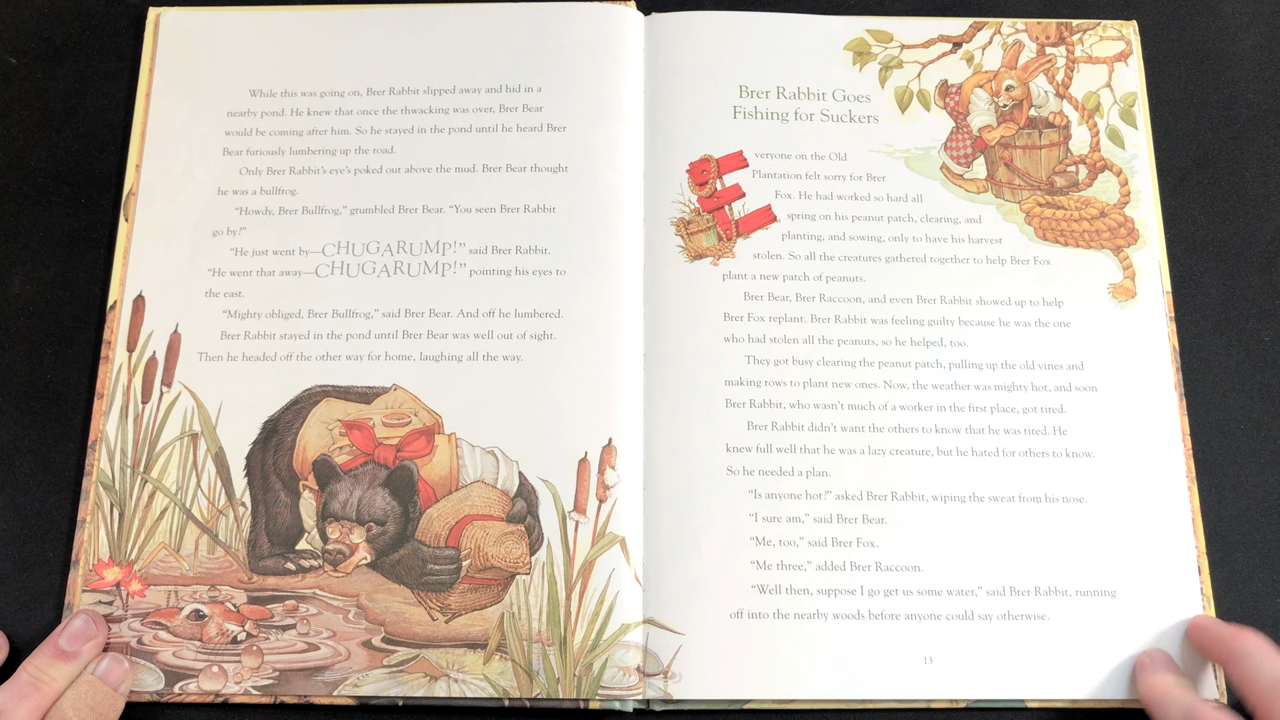 While this was going on, Brer Rabbit slipped away and hid in a
nearby pond. He knew that once the thwacking was over, Brer Bear
would be coming after him. So he stayed in the pond until he heard Brer
Bear furiously lumbering up the road.
Only Brer Rabbit's eye's poked out above the mud. Brer Bear thought
he was a bullfrog.
"Howdy, Brer Bullfrog," grumbled Brer Bear. "You seen Brer Rabbit
go by?"
"He just went by—CHUGARUMP!" said Brer Rabbit.
"He went that away—CHUGARUMP!" pointing his eyes to
the east.
"Mighty obliged, Brer Bullfrog," said Brer Bear. And off he lumbered.
Brer Rabbit stayed in the pond until Brer Bear was well out of sight.
Then he headed off the other way for home, laughing all the way.
Brer Rabbit Goes
Fishing for Suckers
Everyone on the Old
Plantation felt sorry for Brer
Fox. He had worked so hard all
spring on his peanut patch, clearing, and
planting, and sowing, only to have his harvest
stolen. So all the creatures gathered together to help Brer Fox
plant a new patch of peanuts.
Brer Bear, Brer Raccoon, and even Brer Rabbit showed up to help
Brer Fox replant. Brer Rabbit was feeling guilty because he was the one
who had stolen all the peanuts, so he helped, too.
They got busy clearing the peanut patch, pulling up the old vines and
making rows to plant new ones. Now, the weather was mighty hot, and soon
Brer Rabbit, who wasn't much of a worker in the first place, got tired.
Brer Rabbit didn't want the others to know that he was tired. He
knew full well that he was a lazy creature, but he hated for others to know.
So he needed a plan.
"Is anyone hot?" asked Brer Rabbit, wiping the sweat from his nose.
"I sure am," said Brer Bear.
"Me, too," said Brer Fox.
"Me three," added Brer Raccoon.
"Well then, suppose I go get us some water," said Brer Rabbit, running
off into the nearby woods before anyone could say otherwise.
13